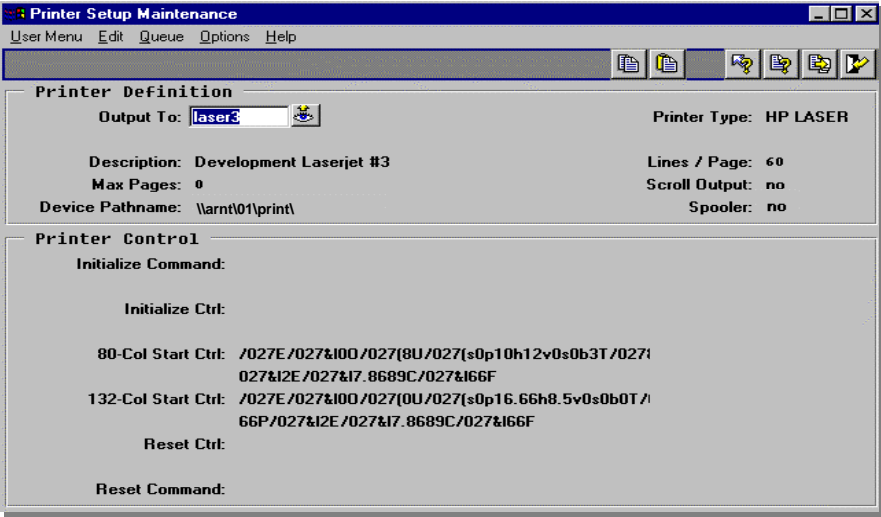 Printer Setup Maintenance
User Menu Edit Queue Options Help
Printer Definition
Output To: laser3 Printer Type: HP LASER
Description: Development Laserjet #3 Lines / Page: 60
Max Pages: 0 Scroll Output: no
Device Pathname: \\arnt\01\print\ Spooler: no
Printer Control
Initialize Command:
Initialize Ctrl:
80-Col Start Ctrl: /027E/027&l0O/027(8U/027(s0p10h12v0s0b3T/027&
027&l2E/027&l7.8689C/027&l66F
132-Col Start Ctrl: /027E/027&l0O/027(0U/027(s0p16.66h8.5v0s0b0T/
66P/027&l2E/027&l7.8689C/027&l66F
Reset Ctrl:
Reset Command: